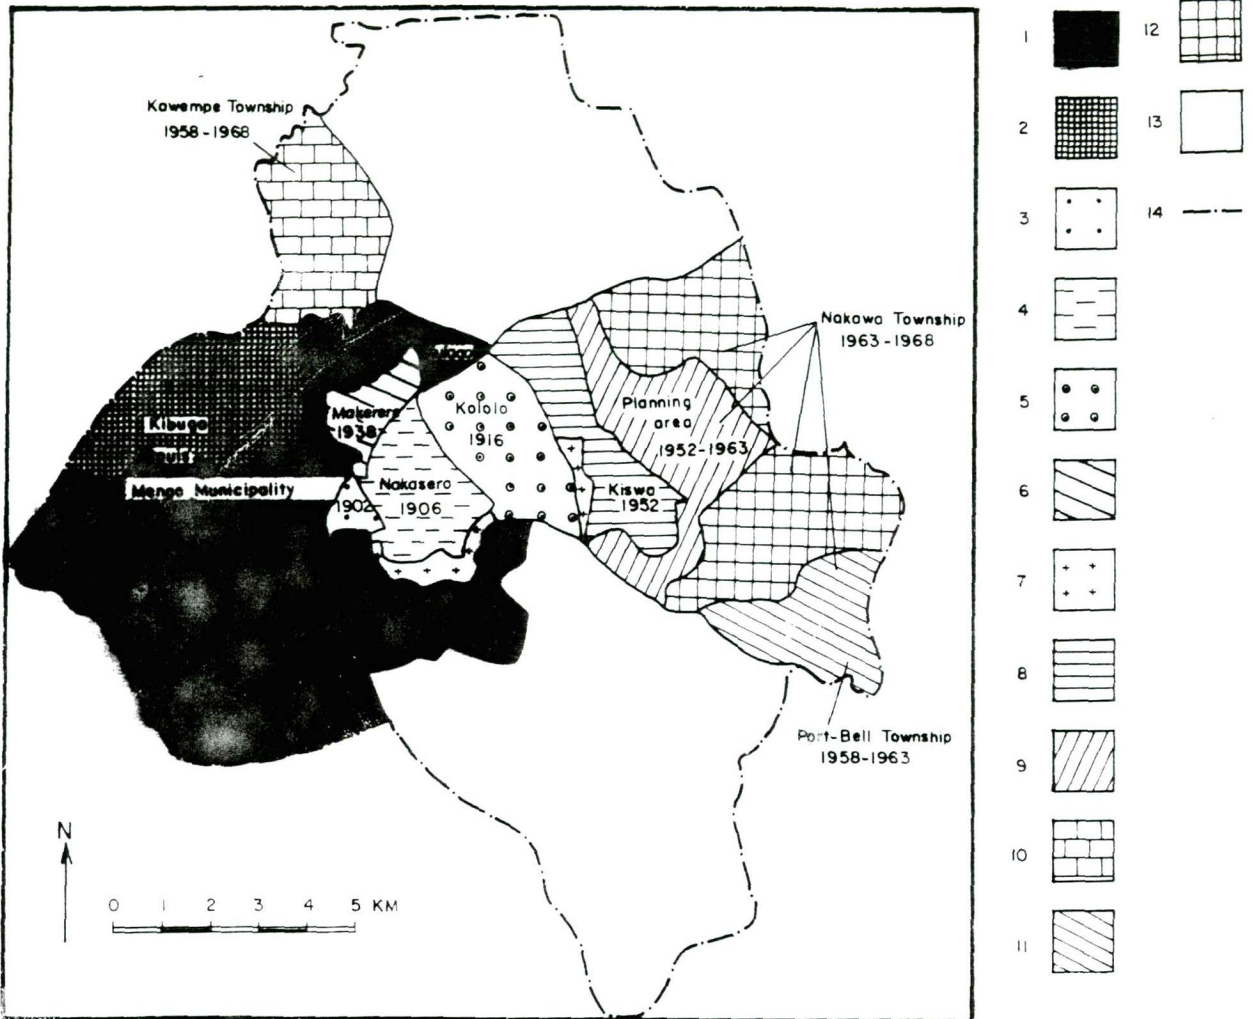 Kawempe Township
1958-1968
Nakawa Township
1963-1968
Planning
area
1952-1963
Kololo
1916
Makerere
1938
Kibuga
Mengo Municipality
Nakasero
1906
1902
Kiswa
1952
Port-Bell Township
1958-1963
N
0 1 2 3 4 5 KM
1
2
3
4
5
6
7
8
9
10
11
12
13
14